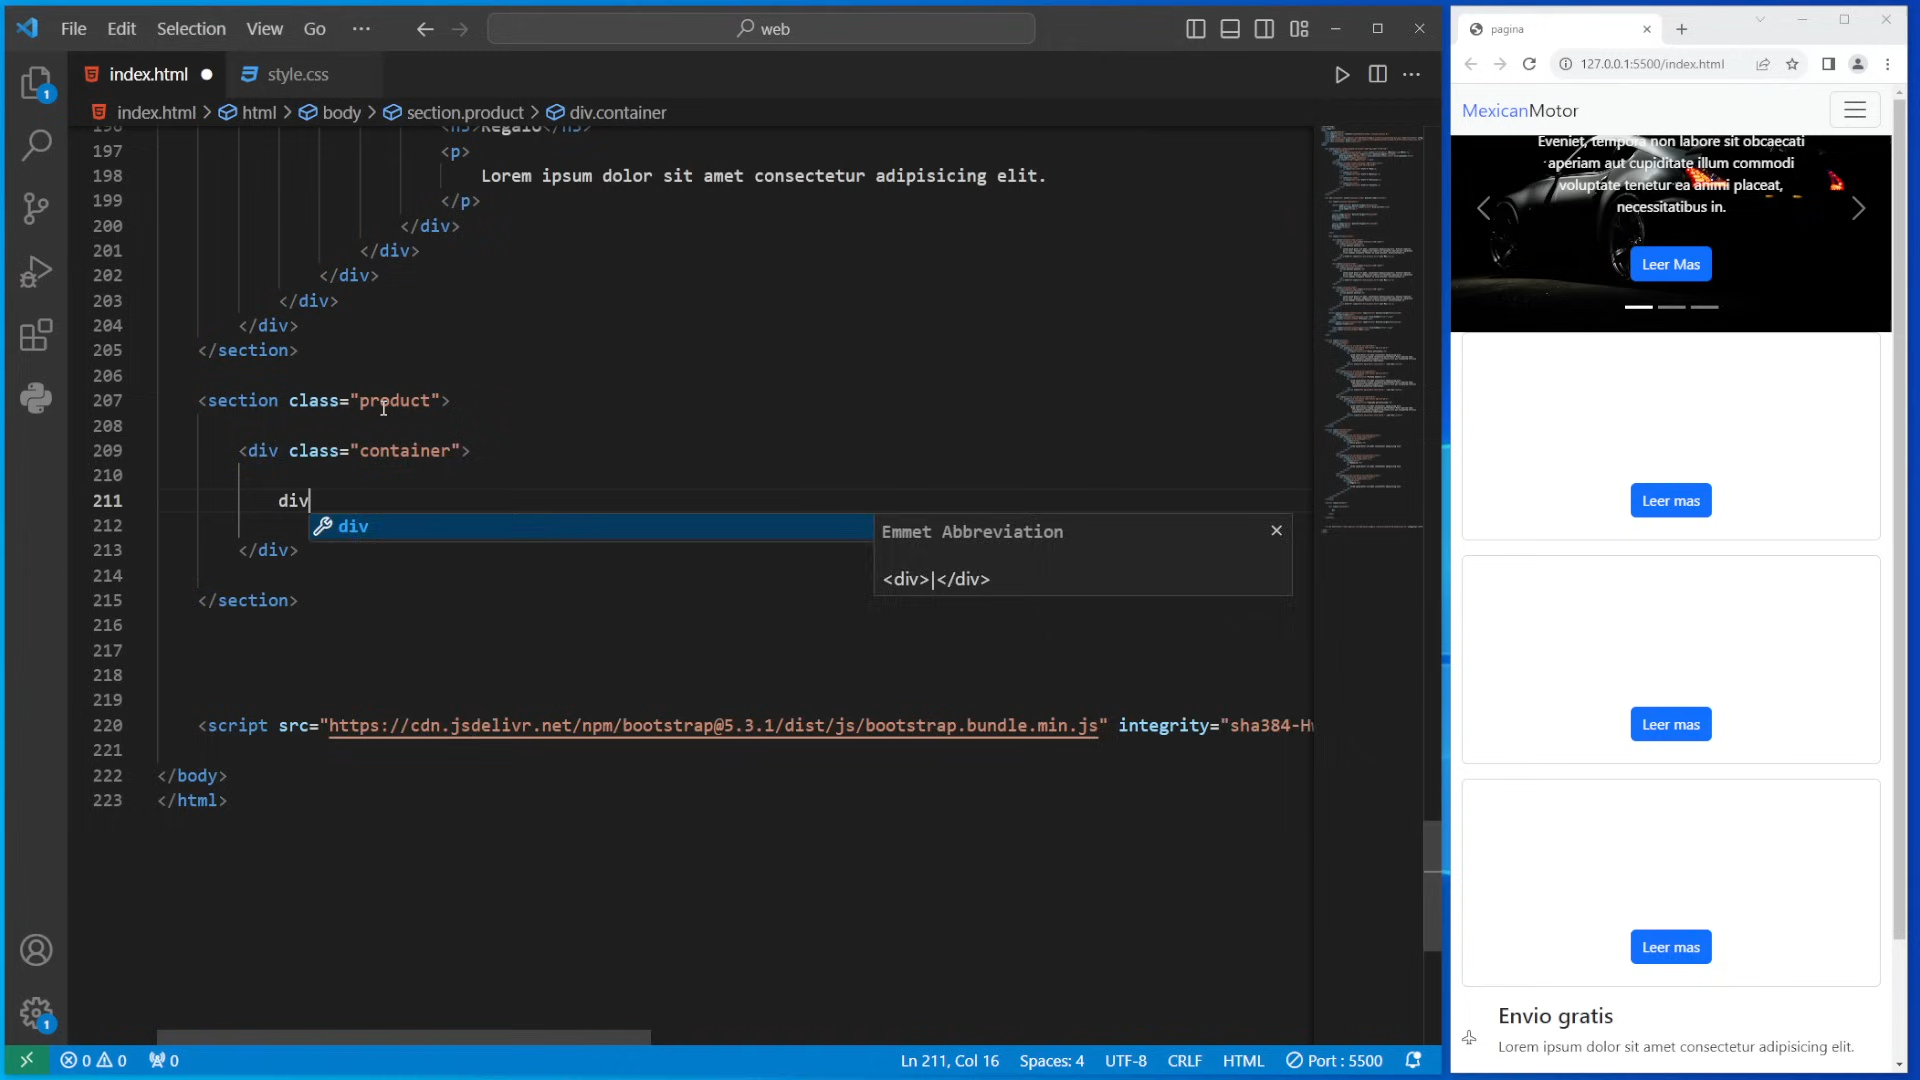 File Edit Selection View Go ··· web
index.html style.css
index.html > html > body > section.product > div.container
196 <h5>Regalo</h5>
197 <p>
198 Lorem ipsum dolor sit amet consectetur adipisicing elit.
199 </p>
200 </div>
201 </div>
202 </div>
203 </div>
204 </div>
205 </section>
206
207 <section class="product">
208
209 <div class="container">
210
211 div
div
Emmet Abbreviation
<div>|</div>
212
213 </div>
214
215 </section>
216
217
218
219
220 <script src="https://cdn.jsdelivr.net/npm/bootstrap@5.3.1/dist/js/bootstrap.bundle.min.js" integrity="sha384-H
221
222 </body>
223 </html>
1
1
0 0 0
Ln 211, Col 16 Spaces: 4 UTF-8 CRLF HTML Port : 5500
pagina
127.0.0.1:5500/index.html
MexicanMotor
Eveniet, tempora non labore sit obcaecati
aperiam aut cupiditate illum commodi
voluptate tenetur ea animi placeat,
necessitatibus in.
Leer Mas
Leer mas
Leer mas
Leer mas
Envio gratis
Lorem ipsum dolor sit amet consectetur adipisicing elit.